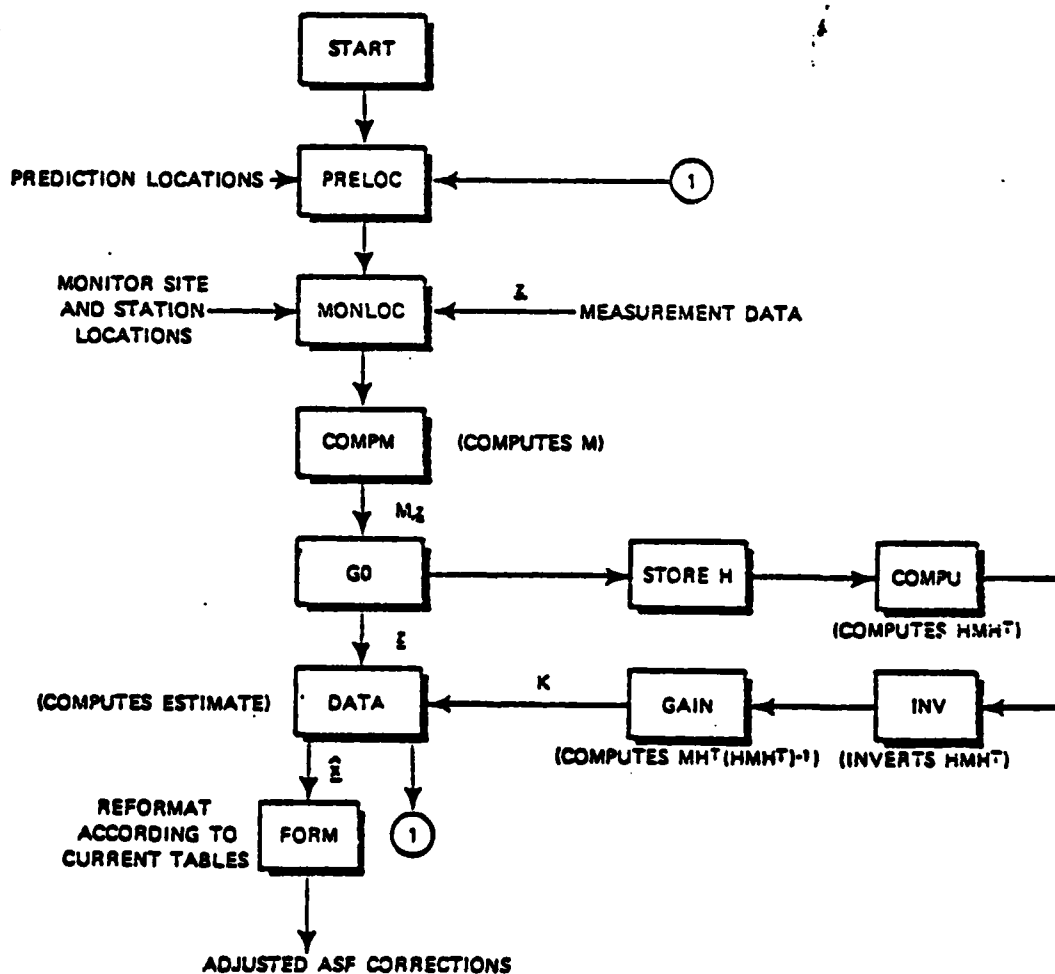 START
PREDICTION LOCATIONS
PRELOC
1
MONITOR SITE
AND STATION
LOCATIONS
MONLOC
z
MEASUREMENT DATA
COMPM
(COMPUTES M)
M,z
GO
STORE H
COMPU
(COMPUTES HMHᵀ)
z
(COMPUTES ESTIMATE)
DATA
K
GAIN
INV
(COMPUTES MHᵀ(HMHᵀ)⁻¹)
(INVERTS HMHᵀ)
REFORMAT
ACCORDING TO
CURRENT TABLES
FORM
1
ADJUSTED ASF CORRECTIONS